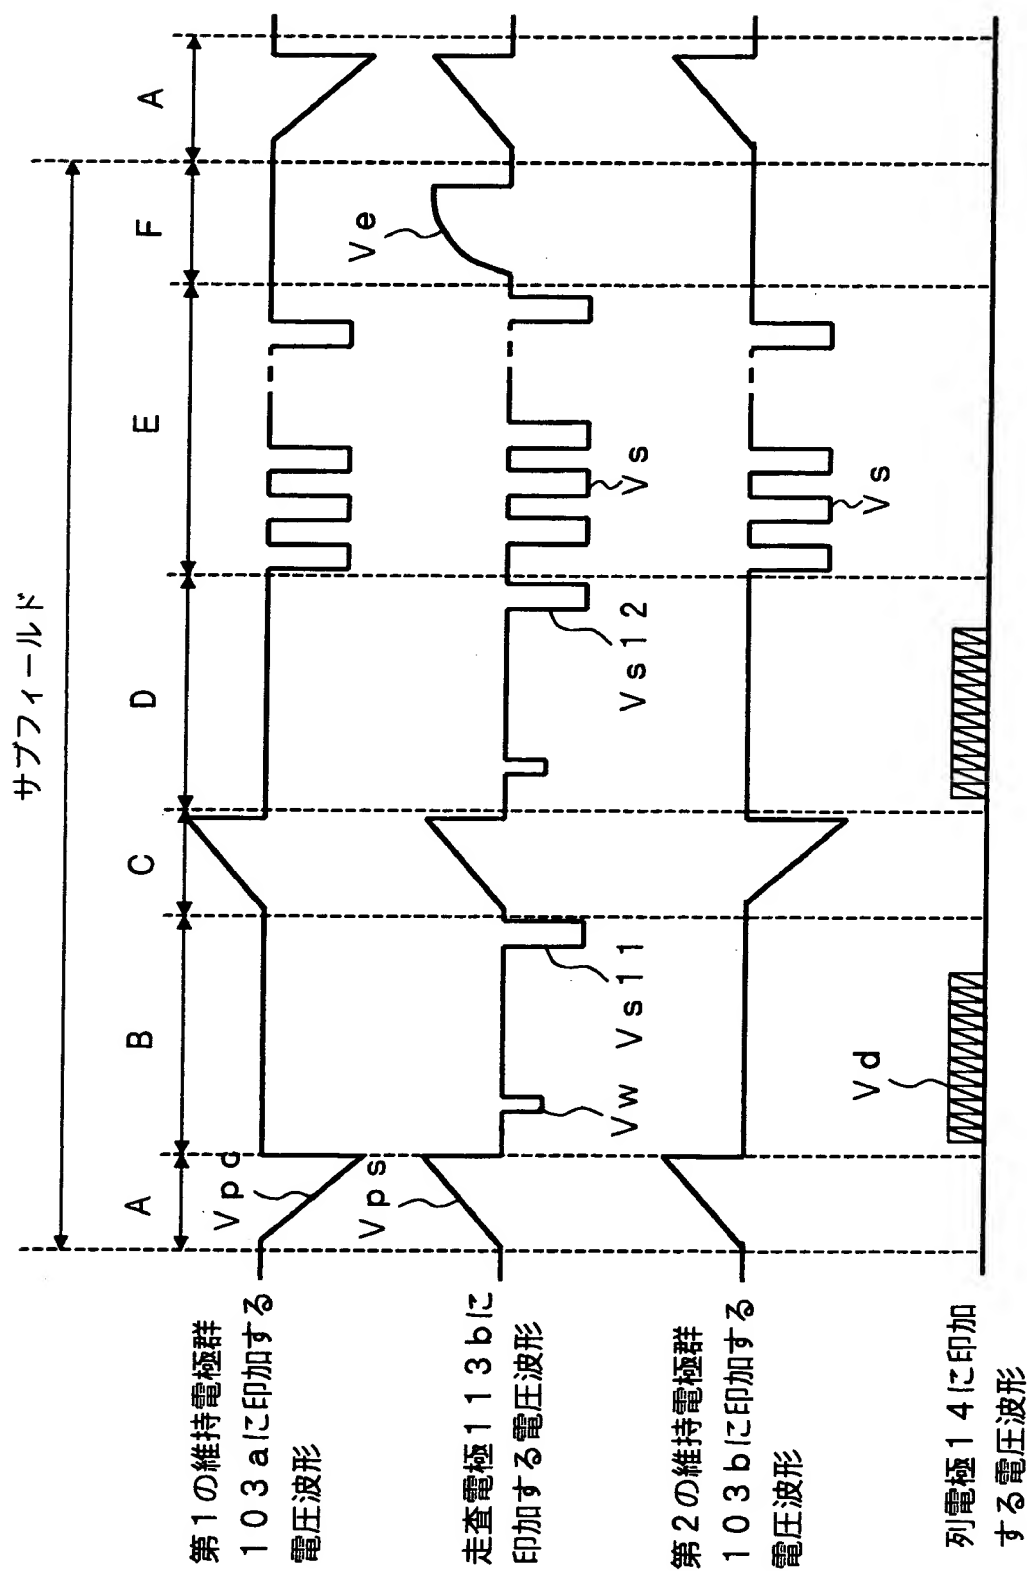 サブフィールド
A
B
C
D
E
F
A
第1の維持電極群
103aに印加する
電圧波形
Vpc
走査電極113bに
印加する電圧波形
Vps
Vw
Vs11
Vs12
Vs
Ve
第2の維持電極群
103bに印加する
電圧波形
Vs
列電極14に印加
する電圧波形
Vd